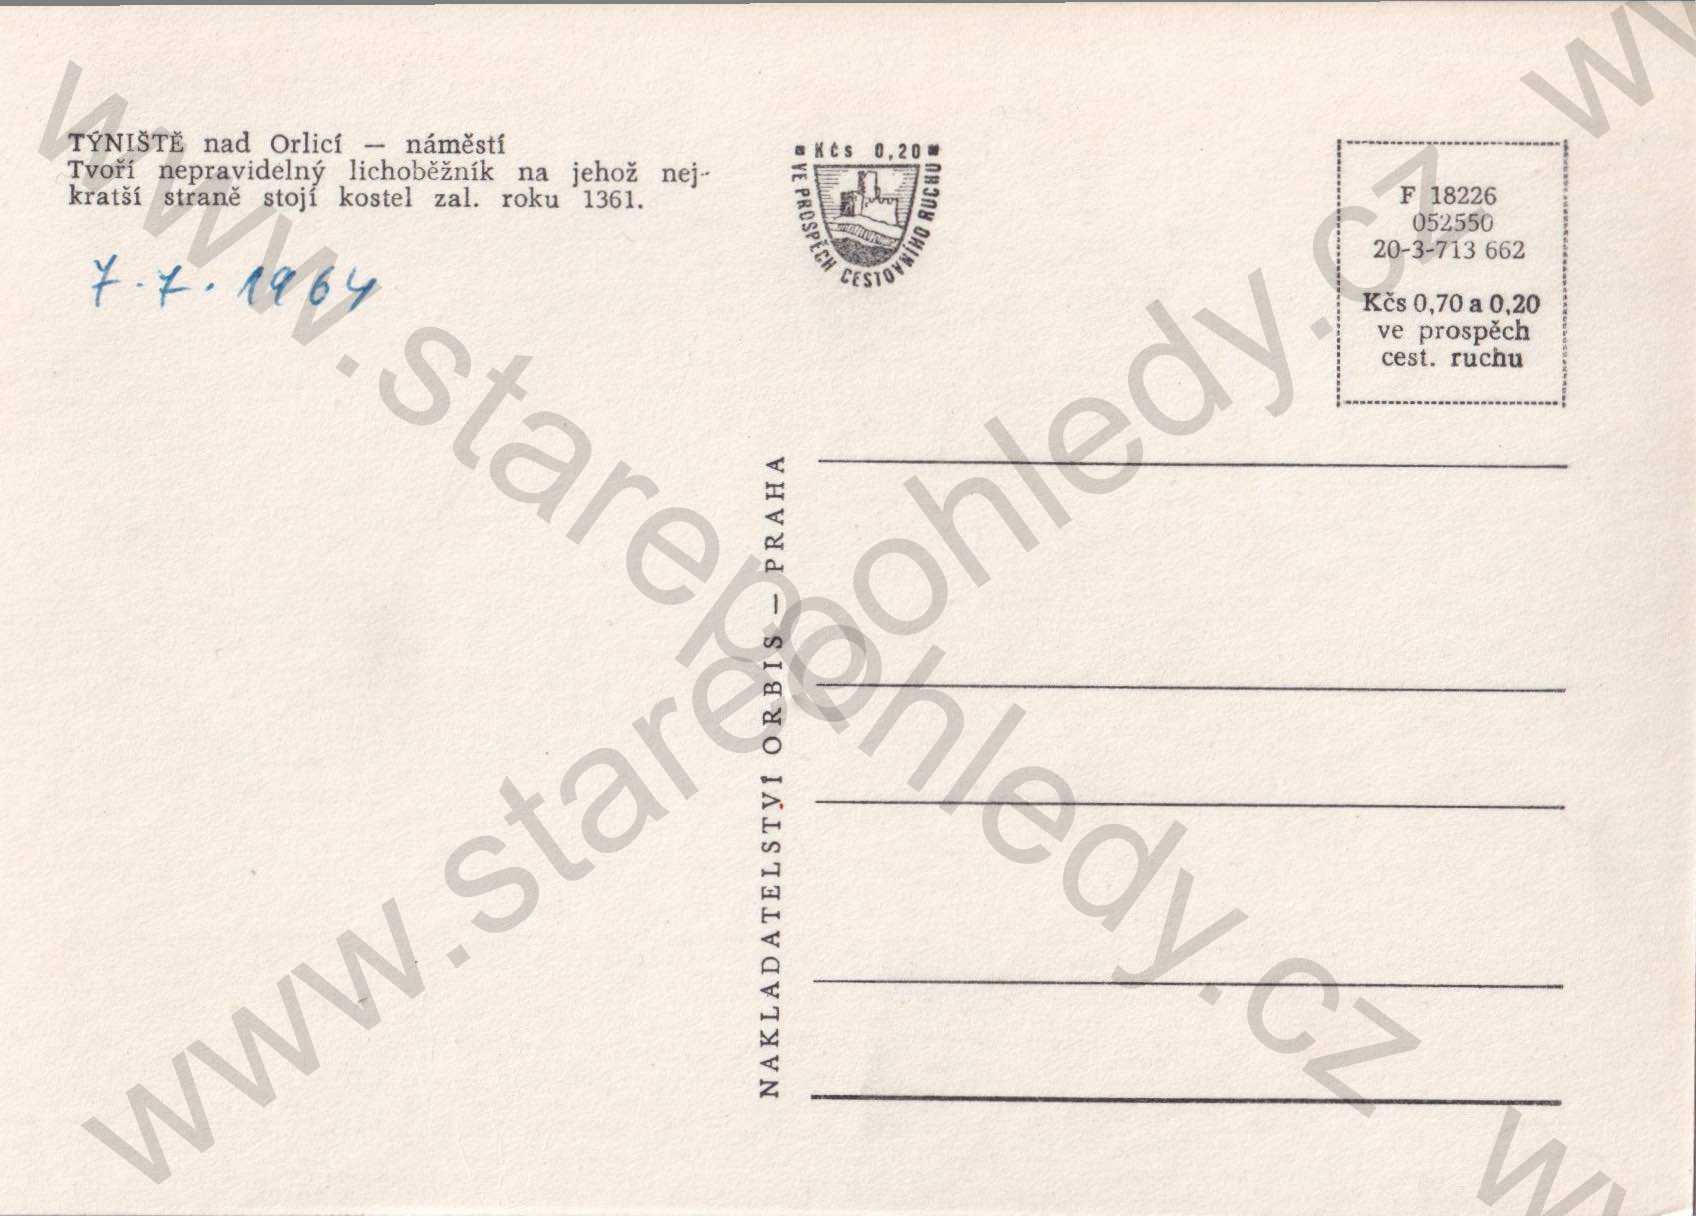 TÝNIŠTĚ nad Orlicí — náměstí
Tvoří nepravidelný lichoběžník na jehož nej-
kratší straně stojí kostel zal. roku 1361.
7.7.1964
Kčs 0,20
VE PROSPĚCH CESTOVNÍHO RUCHU
F 18226
052550
20-3-713 662
Kčs 0,70 a 0,20
ve prospěch
cest. ruchu
NAKLADATELSTVÍ ORBIS — PRAHA
www.starepohledy.cz
www.starepohledy.cz
w
w